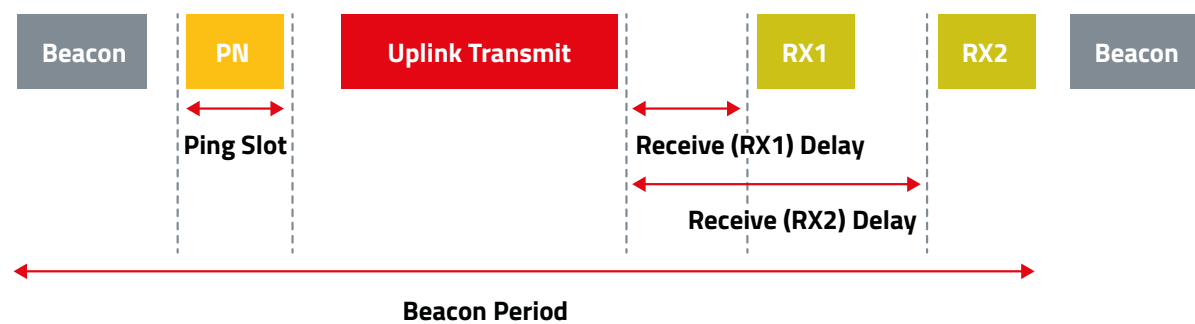 Beacon
PN
Uplink Transmit
RX1
RX2
Beacon
Ping Slot
Receive (RX1) Delay
Receive (RX2) Delay
Beacon Period